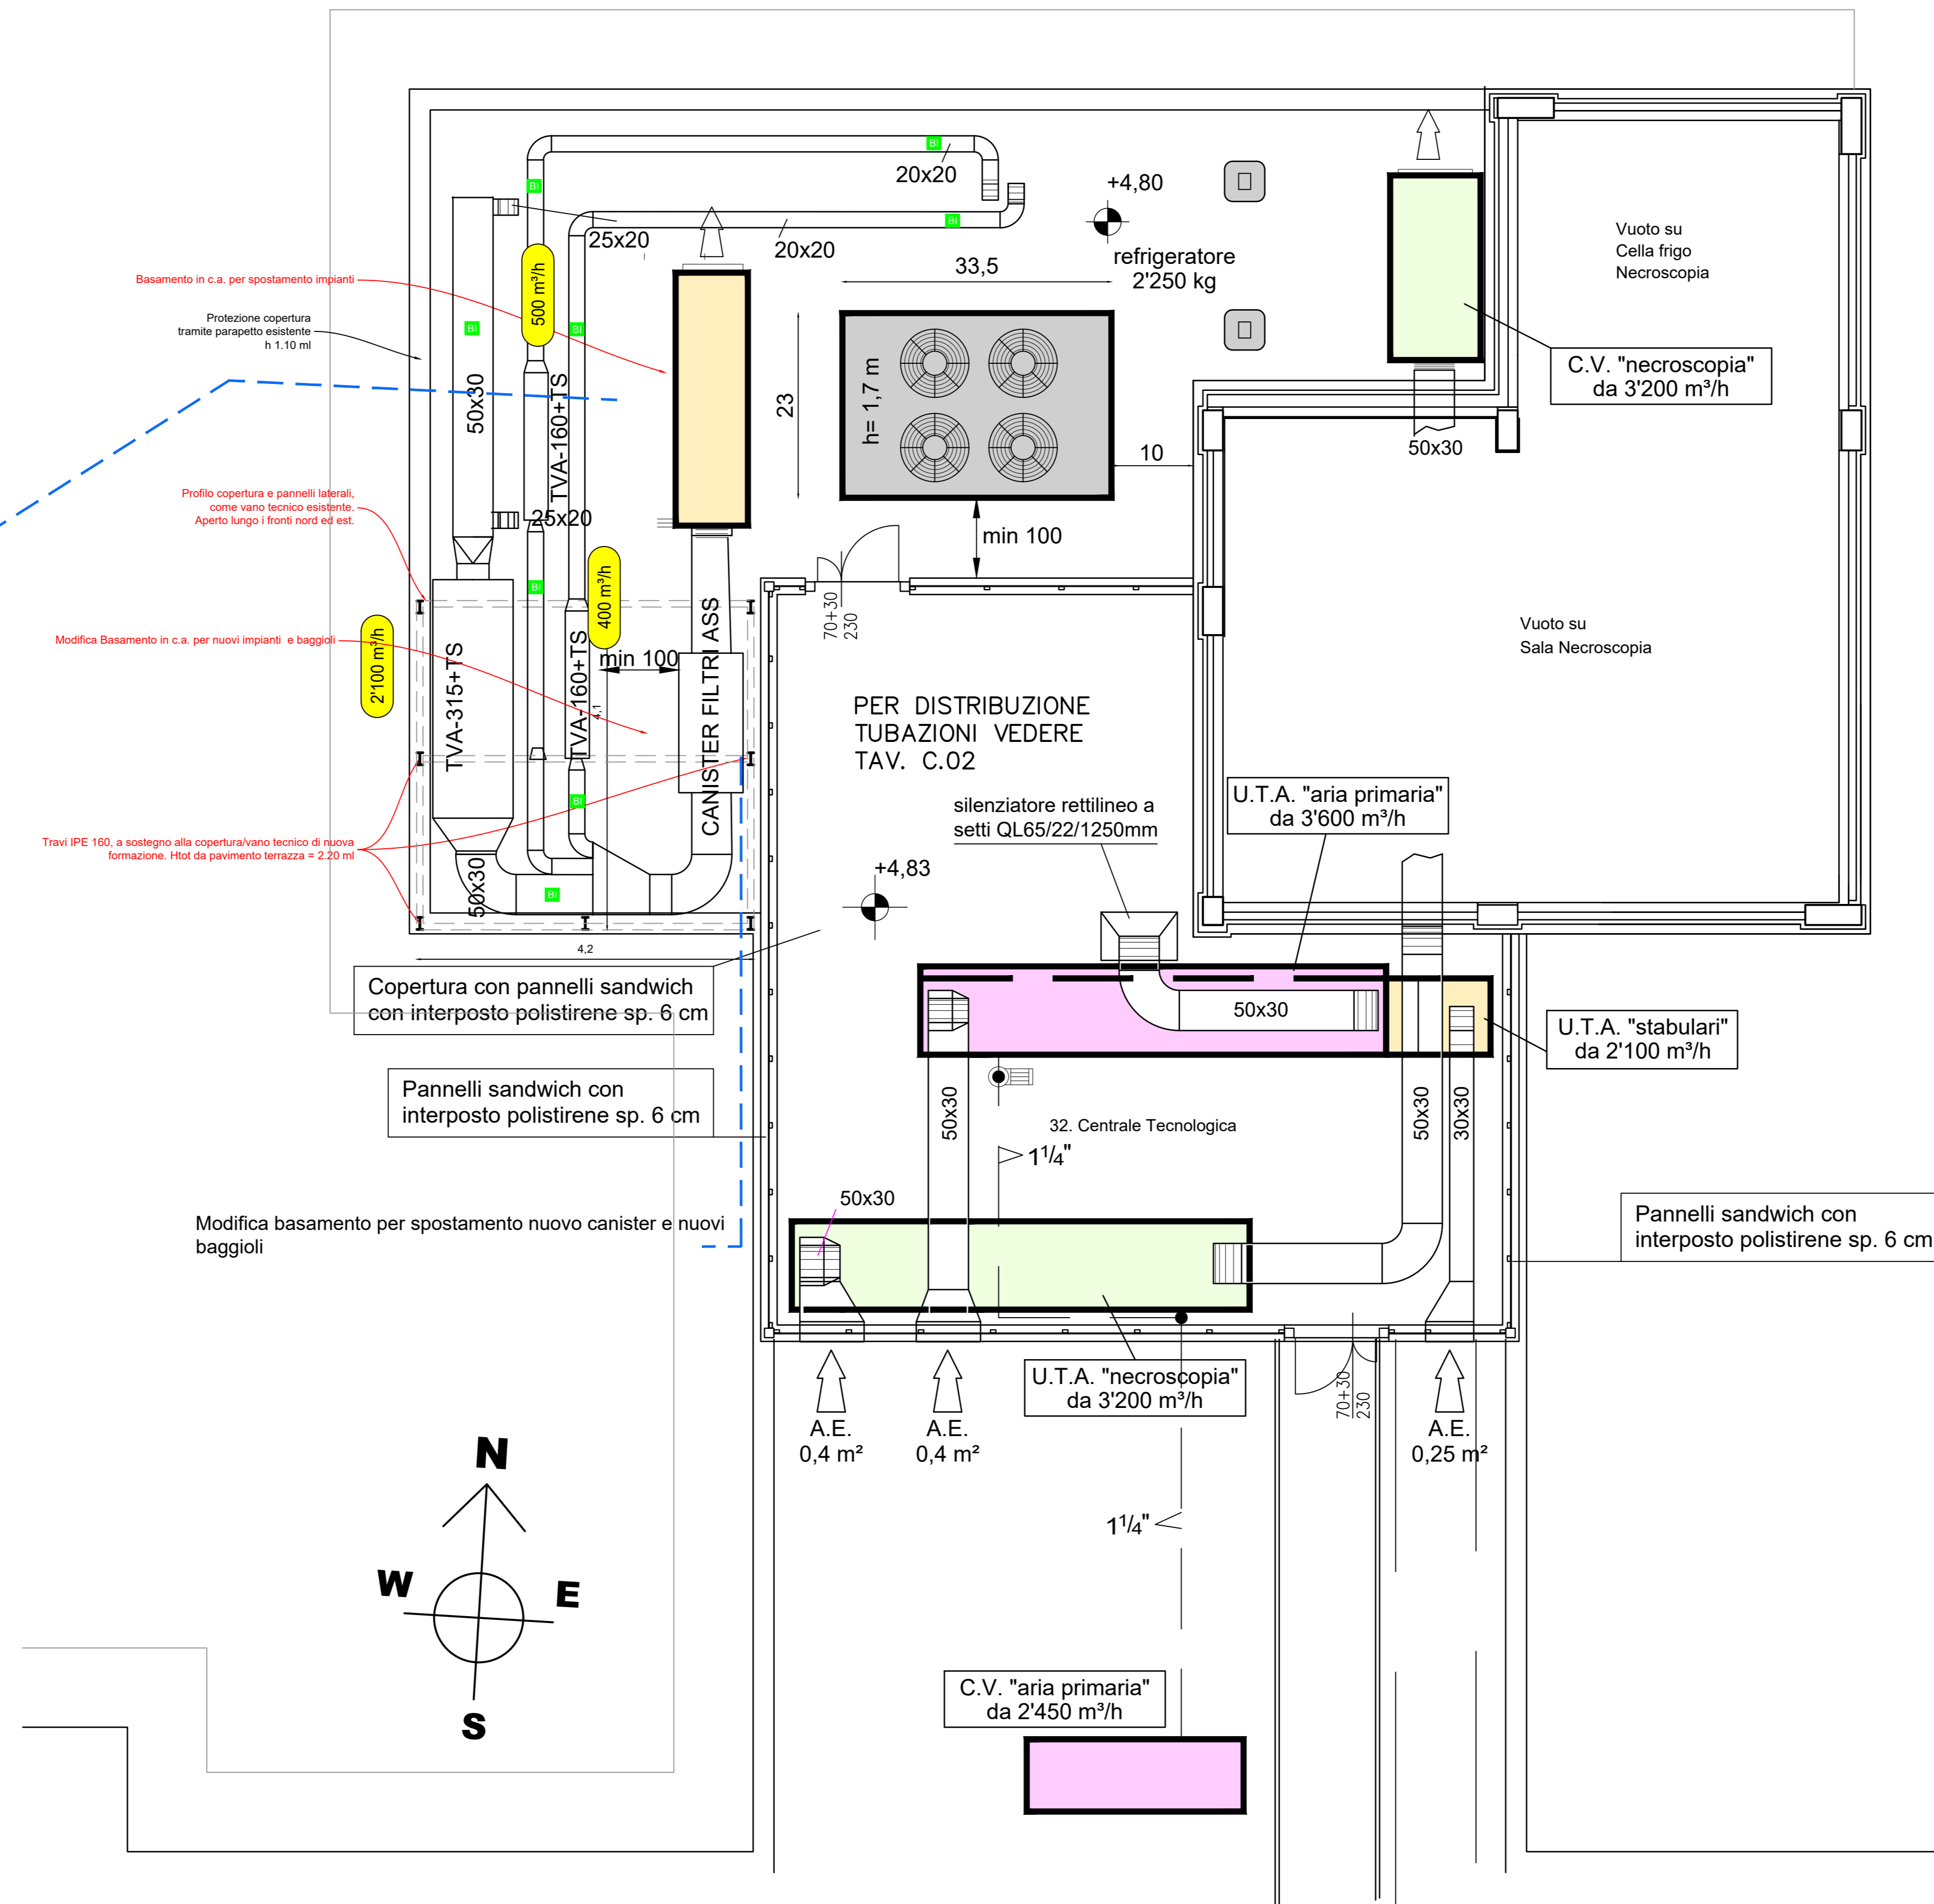 BI
20x20
BI
+4,80
25x20
20x20
BI
Basamento in c.a. per spostamento impianti
500 m³/h
33,5
refrigeratore
2'250 kg
Vuoto su
Cella frigo
Necroscopia
Protezione copertura
tramite parapetto esistente
h 1.10 ml
BI
BI
50x30
TVA-160+TS
23
h= 1,7 m
C.V. "necroscopia"
da 3'200 m³/h
50x30
10
Profilo copertura e pannelli laterali,
come vano tecnico esistente.
Aperto lungo i fronti nord ed est.
25x20
min 100
BI
400 m³/h
70+30
230
Vuoto su
Sala Necroscopia
Modifica Basamento in c.a. per nuovi impianti e baggioli
2'100 m³/h
TVA-315+TS
TVA-160+TS
min 100
4,1
CANISTER FILTRI ASS
PER DISTRIBUZIONE
TUBAZIONI VEDERE
TAV. C.02
silenziatore rettilineo a
setti QL65/22/1250mm
U.T.A. "aria primaria"
da 3'600 m³/h
BI
Travi IPE 160, a sostegno alla copertura/vano tecnico di nuova
formazione. Htot da pavimento terrazza = 2.20 ml
50x30
BI
+4,83
4,2
Copertura con pannelli sandwich
con interposto polistirene sp. 6 cm
50x30
U.T.A. "stabulari"
da 2'100 m³/h
Pannelli sandwich con
interposto polistirene sp. 6 cm
50x30
32. Centrale Tecnologica
50x30
30x30
1¹/₄"
50x30
Modifica basamento per spostamento nuovo canister e nuovi
baggioli
Pannelli sandwich con
interposto polistirene sp. 6 cm
U.T.A. "necroscopia"
da 3'200 m³/h
70+30
230
A.E.
0,4 m²
A.E.
0,4 m²
A.E.
0,25 m²
N
W
E
S
1¹/₄"
C.V. "aria primaria"
da 2'450 m³/h